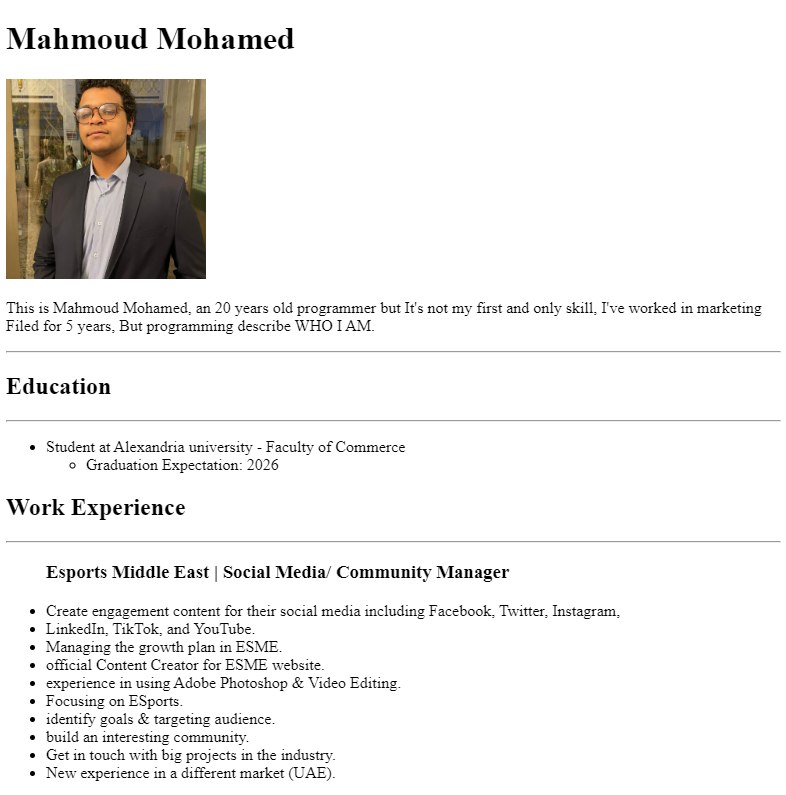 Mahmoud Mohamed
This is Mahmoud Mohamed, an 20 years old programmer but It's not my first and only skill, I've worked in marketing
Filed for 5 years, But programming describe WHO I AM.
Education
Student at Alexandria university - Faculty of Commerce
Graduation Expectation: 2026
Work Experience
Esports Middle East | Social Media/ Community Manager
Create engagement content for their social media including Facebook, Twitter, Instagram,
LinkedIn, TikTok, and YouTube.
Managing the growth plan in ESME.
official Content Creator for ESME website.
experience in using Adobe Photoshop & Video Editing.
Focusing on ESports.
identify goals & targeting audience.
build an interesting community.
Get in touch with big projects in the industry.
New experience in a different market (UAE).